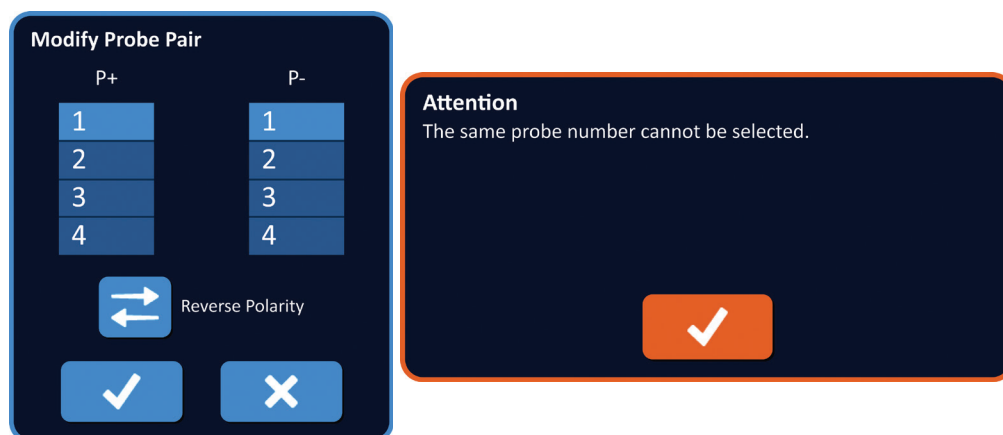 Modify Probe Pair
P+ P-
1 1
2 2
3 3
4 4
Reverse Polarity
Attention
The same probe number cannot be selected.